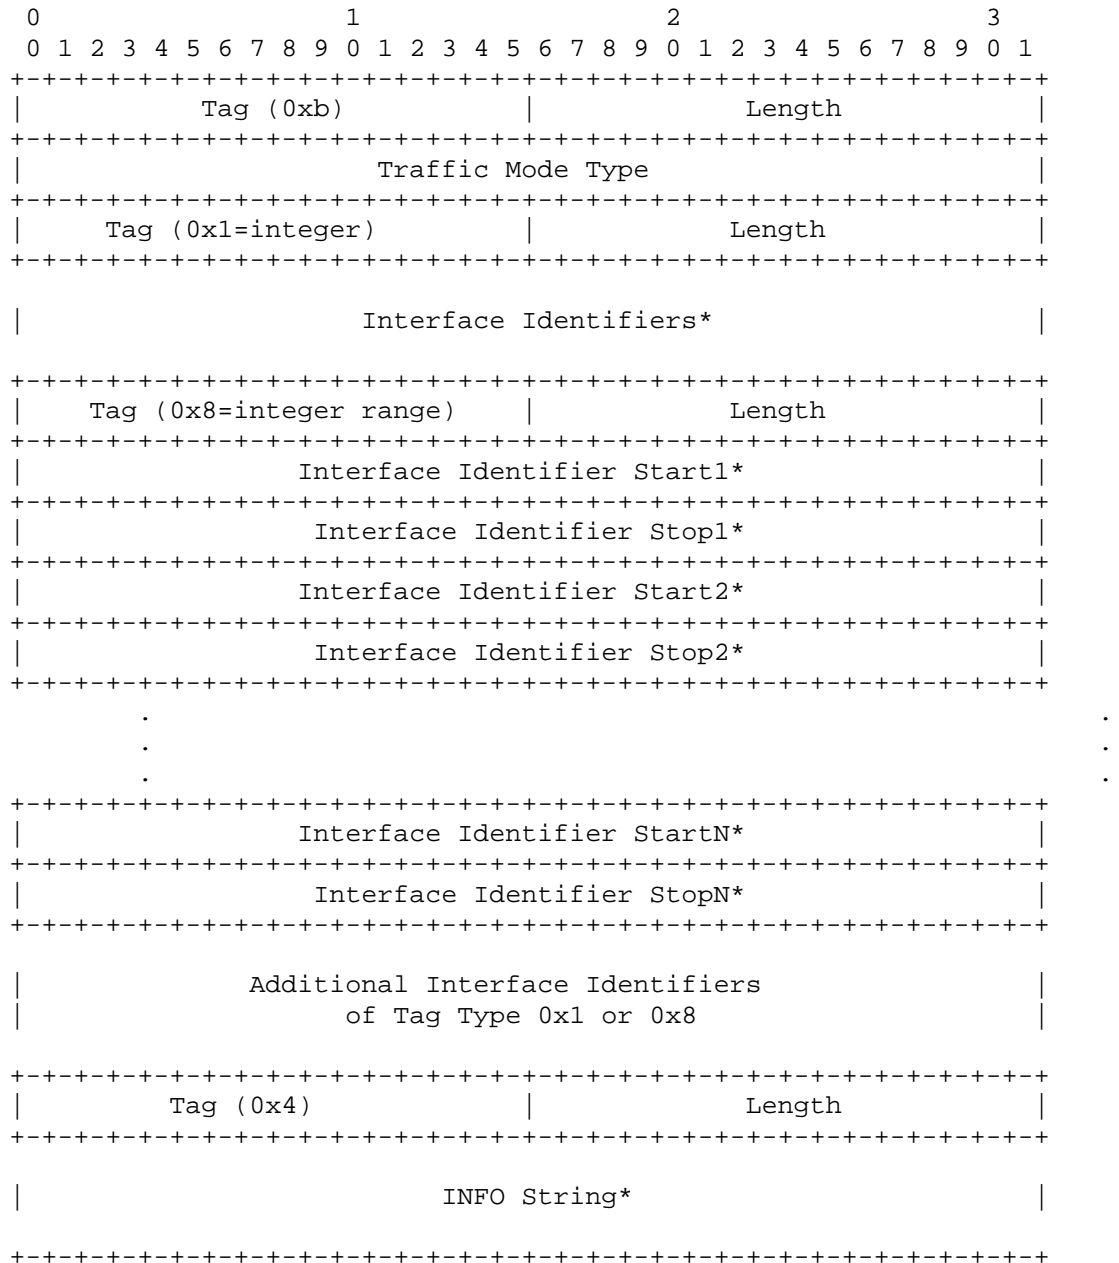 0                   1                   2                   3
 0 1 2 3 4 5 6 7 8 9 0 1 2 3 4 5 6 7 8 9 0 1 2 3 4 5 6 7 8 9 0 1
+-+-+-+-+-+-+-+-+-+-+-+-+-+-+-+-+-+-+-+-+-+-+-+-+-+-+-+-+-+-+-+-+
|           Tag (0xb)           |             Length            |
+-+-+-+-+-+-+-+-+-+-+-+-+-+-+-+-+-+-+-+-+-+-+-+-+-+-+-+-+-+-+-+-+
|                      Traffic Mode Type                        |
+-+-+-+-+-+-+-+-+-+-+-+-+-+-+-+-+-+-+-+-+-+-+-+-+-+-+-+-+-+-+-+-+
|     Tag (0x1=integer)         |            Length             |
+-+-+-+-+-+-+-+-+-+-+-+-+-+-+-+-+-+-+-+-+-+-+-+-+-+-+-+-+-+-+-+-+

|                     Interface Identifiers*                    |

+-+-+-+-+-+-+-+-+-+-+-+-+-+-+-+-+-+-+-+-+-+-+-+-+-+-+-+-+-+-+-+-+
|    Tag (0x8=integer range)    |            Length             |
+-+-+-+-+-+-+-+-+-+-+-+-+-+-+-+-+-+-+-+-+-+-+-+-+-+-+-+-+-+-+-+-+
|                 Interface Identifier Start1*                  |
+-+-+-+-+-+-+-+-+-+-+-+-+-+-+-+-+-+-+-+-+-+-+-+-+-+-+-+-+-+-+-+-+
|                  Interface Identifier Stop1*                  |
+-+-+-+-+-+-+-+-+-+-+-+-+-+-+-+-+-+-+-+-+-+-+-+-+-+-+-+-+-+-+-+-+
|                 Interface Identifier Start2*                  |
+-+-+-+-+-+-+-+-+-+-+-+-+-+-+-+-+-+-+-+-+-+-+-+-+-+-+-+-+-+-+-+-+
|                  Interface Identifier Stop2*                  |
+-+-+-+-+-+-+-+-+-+-+-+-+-+-+-+-+-+-+-+-+-+-+-+-+-+-+-+-+-+-+-+-+
        .                                                           .
        .                                                           .
        .                                                           .
+-+-+-+-+-+-+-+-+-+-+-+-+-+-+-+-+-+-+-+-+-+-+-+-+-+-+-+-+-+-+-+-+
|                 Interface Identifier StartN*                  |
+-+-+-+-+-+-+-+-+-+-+-+-+-+-+-+-+-+-+-+-+-+-+-+-+-+-+-+-+-+-+-+-+
|                  Interface Identifier StopN*                  |
+-+-+-+-+-+-+-+-+-+-+-+-+-+-+-+-+-+-+-+-+-+-+-+-+-+-+-+-+-+-+-+-+

|              Additional Interface Identifiers                 |
|                    of Tag Type 0x1 or 0x8                     |

+-+-+-+-+-+-+-+-+-+-+-+-+-+-+-+-+-+-+-+-+-+-+-+-+-+-+-+-+-+-+-+-+
|         Tag (0x4)             |             Length            |
+-+-+-+-+-+-+-+-+-+-+-+-+-+-+-+-+-+-+-+-+-+-+-+-+-+-+-+-+-+-+-+-+

|                          INFO String*                         |

+-+-+-+-+-+-+-+-+-+-+-+-+-+-+-+-+-+-+-+-+-+-+-+-+-+-+-+-+-+-+-+-+